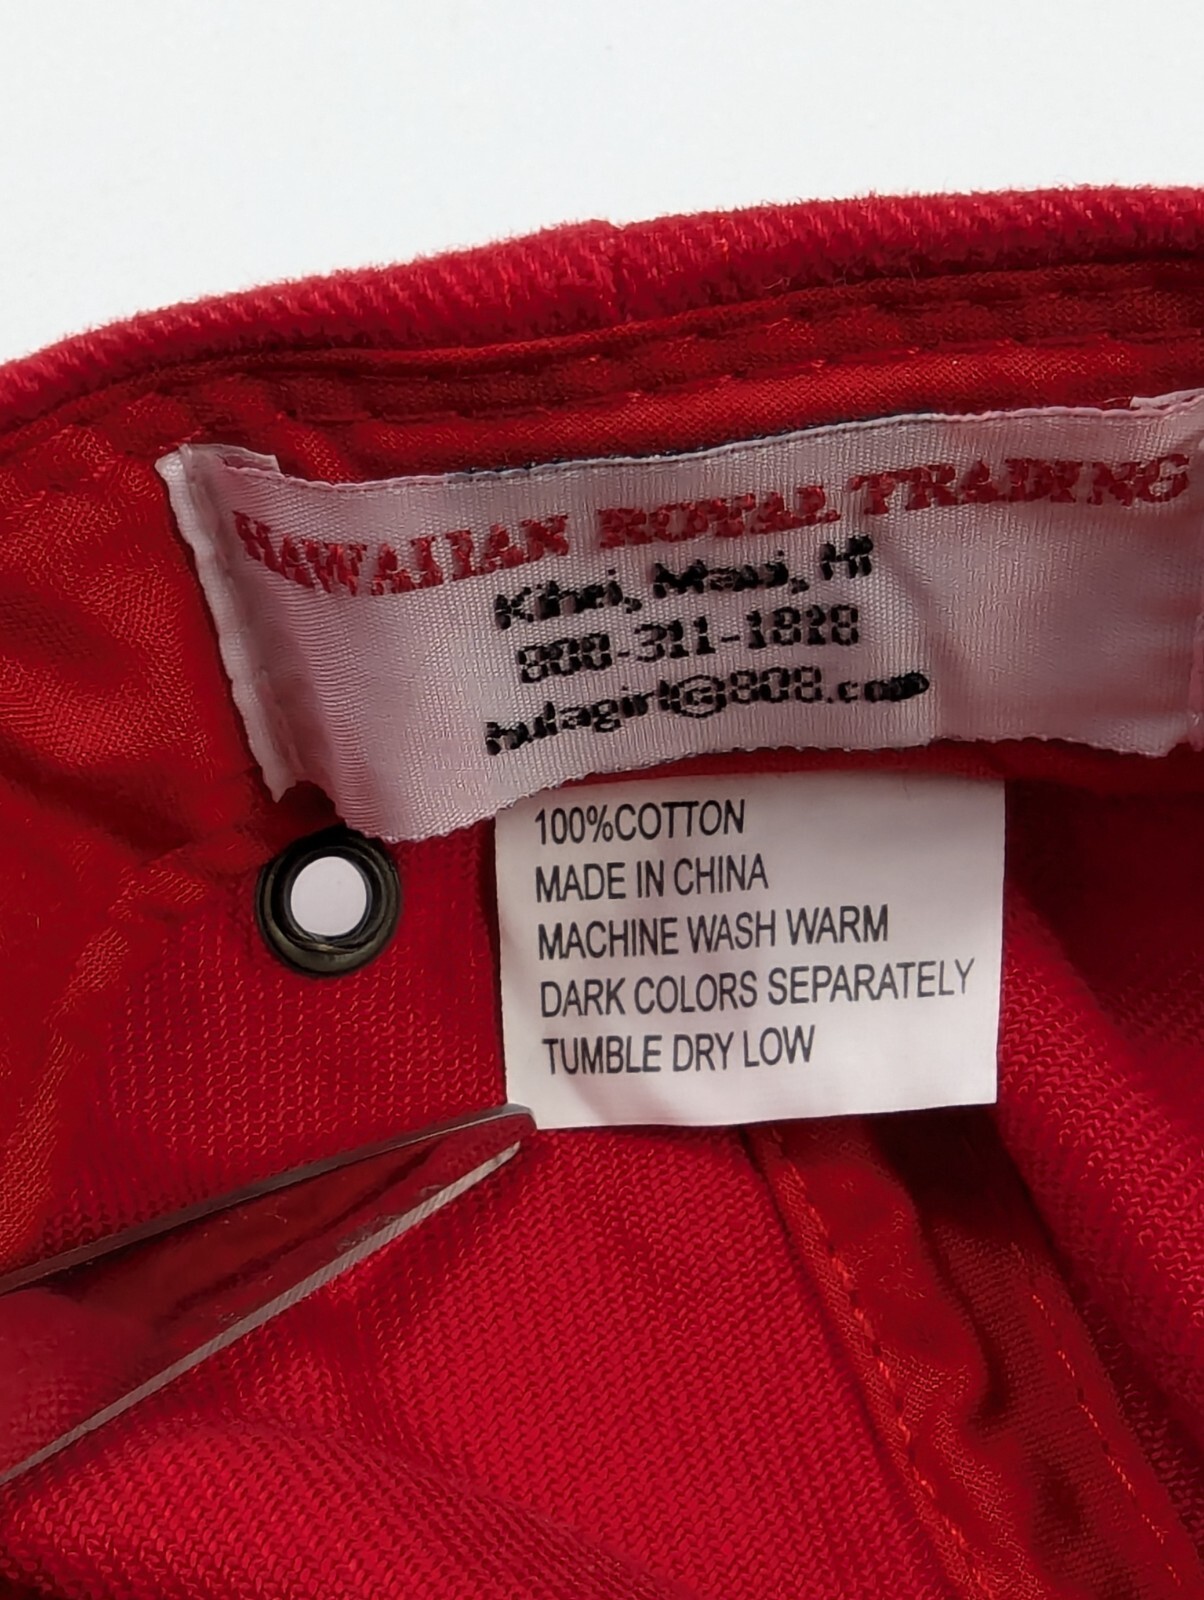 HAWAIIAN ROYAL TRADING
Kihei, Maui, HI
808-311-1818
hulagirl@808.com
100%COTTON
MADE IN CHINA
MACHINE WASH WARM
DARK COLORS SEPARATELY
TUMBLE DRY LOW